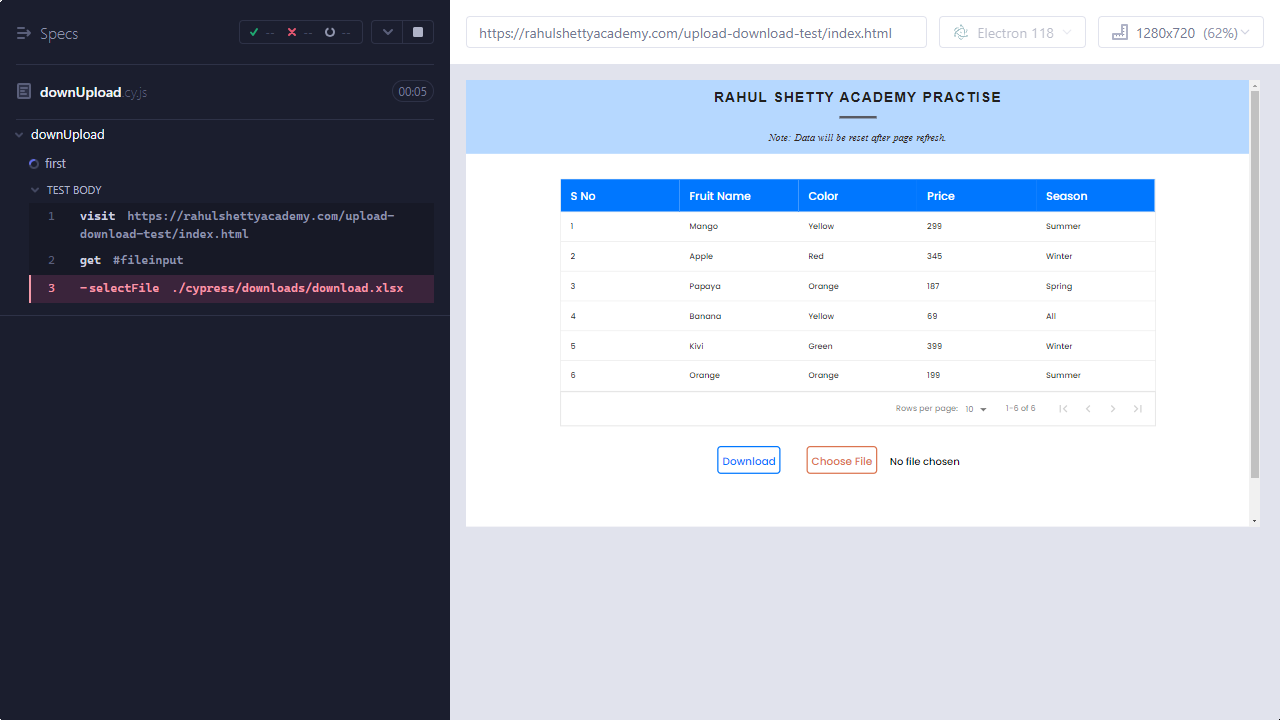 Specs
-- -- --
https://rahulshettyacademy.com/upload-download-test/index.html
Electron 118
1280x720 (62%)
downUpload.cy.js
00:05
downUpload
first
TEST BODY
1 visit https://rahulshettyacademy.com/upload-
download-test/index.html
2 get #fileinput
3 -selectFile ./cypress/downloads/download.xlsx
RAHUL SHETTY ACADEMY PRACTISE
Note: Data will be reset after page refresh.
S No Fruit Name Color Price Season
1 Mango Yellow 299 Summer
2 Apple Red 345 Winter
3 Papaya Orange 187 Spring
4 Banana Yellow 69 All
5 Kivi Green 399 Winter
6 Orange Orange 199 Summer
Rows per page: 10 1-6 of 6
Download Choose File No file chosen